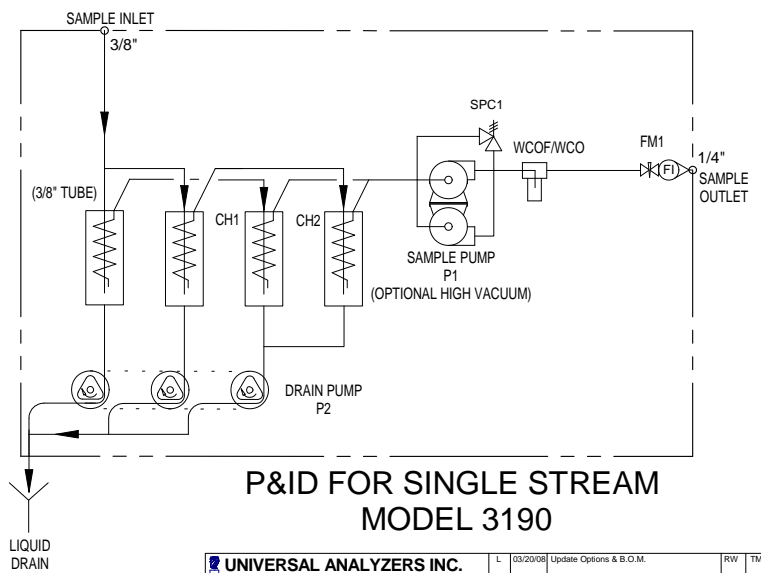 SAMPLE INLET
3/8"
SPC1
WCOF/WCO
FM1
FI
1/4"
SAMPLE
OUTLET
(3/8" TUBE)
CH1
CH2
SAMPLE PUMP
P1
(OPTIONAL HIGH VACUUM)
DRAIN PUMP
P2
P&ID FOR SINGLE STREAM
MODEL 3190
LIQUID
DRAIN
UNIVERSAL ANALYZERS INC. L 03/20/08 Update Options & B.O.M. RW TM